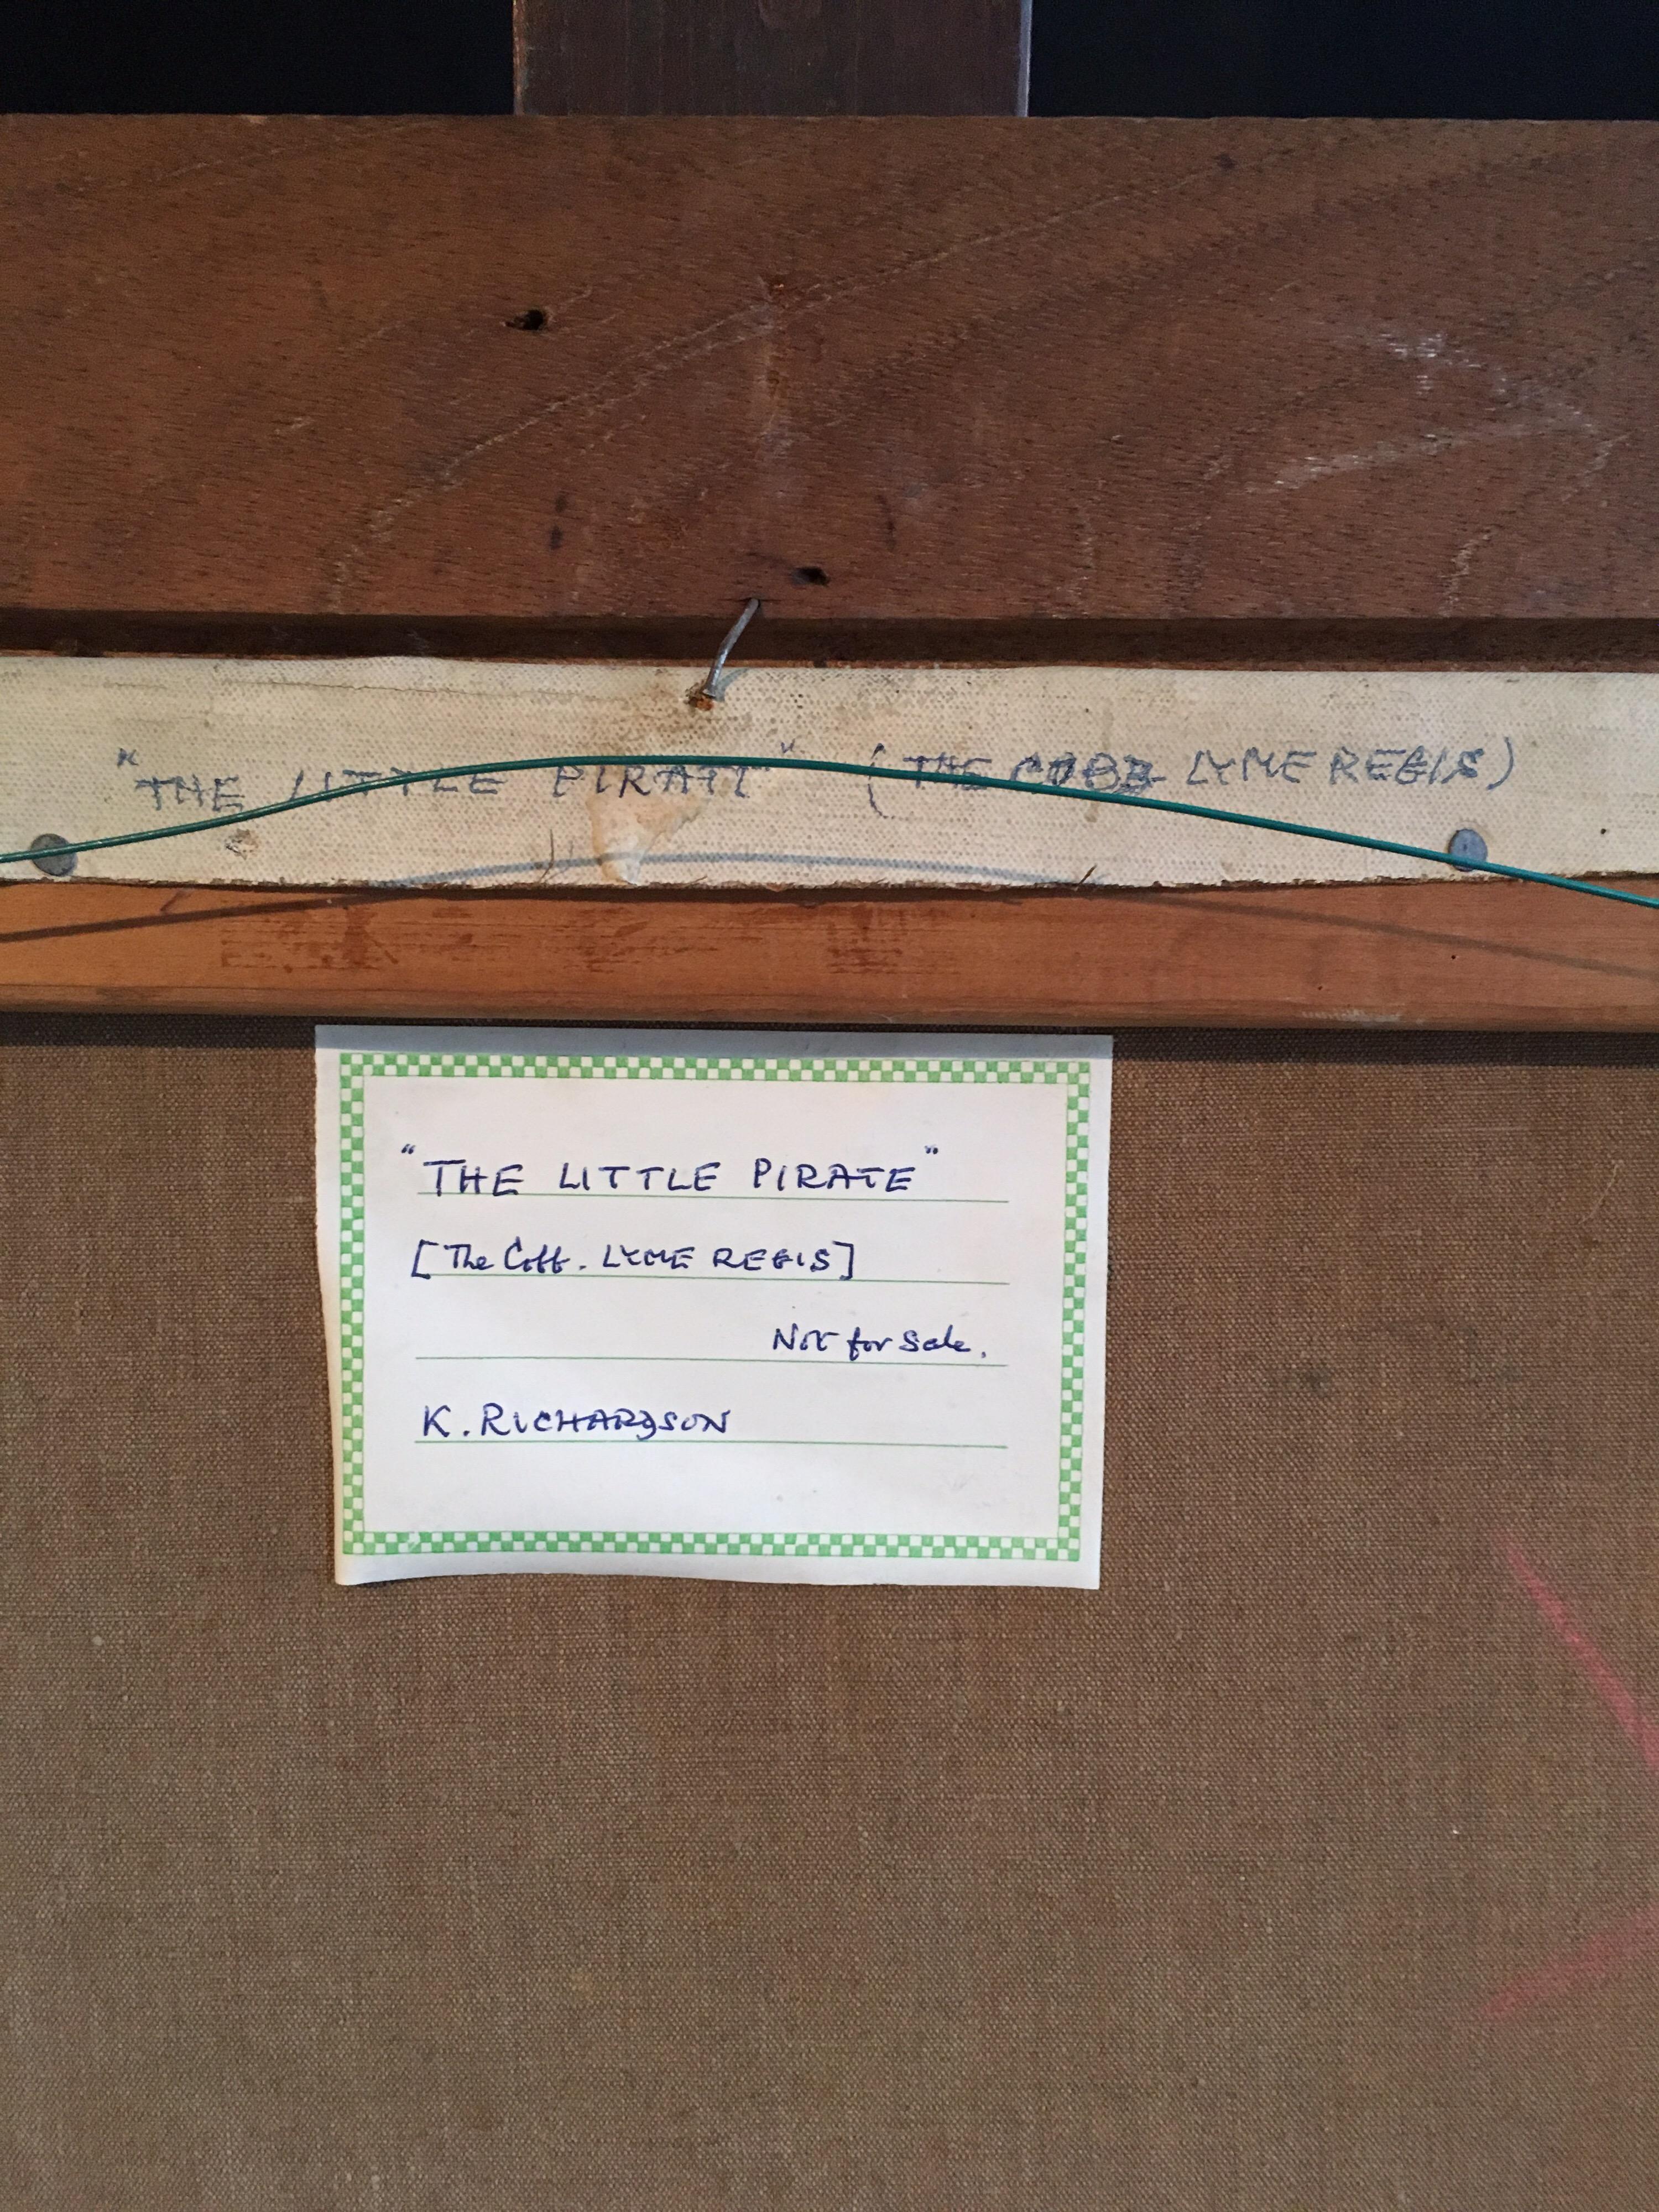 "THE LITTLE PIRATE" (THE COBB LYME REGIS)
"THE LITTLE PIRATE"
[The Cobb. LYME REGIS]
Not for Sale.
K. RICHARDSON